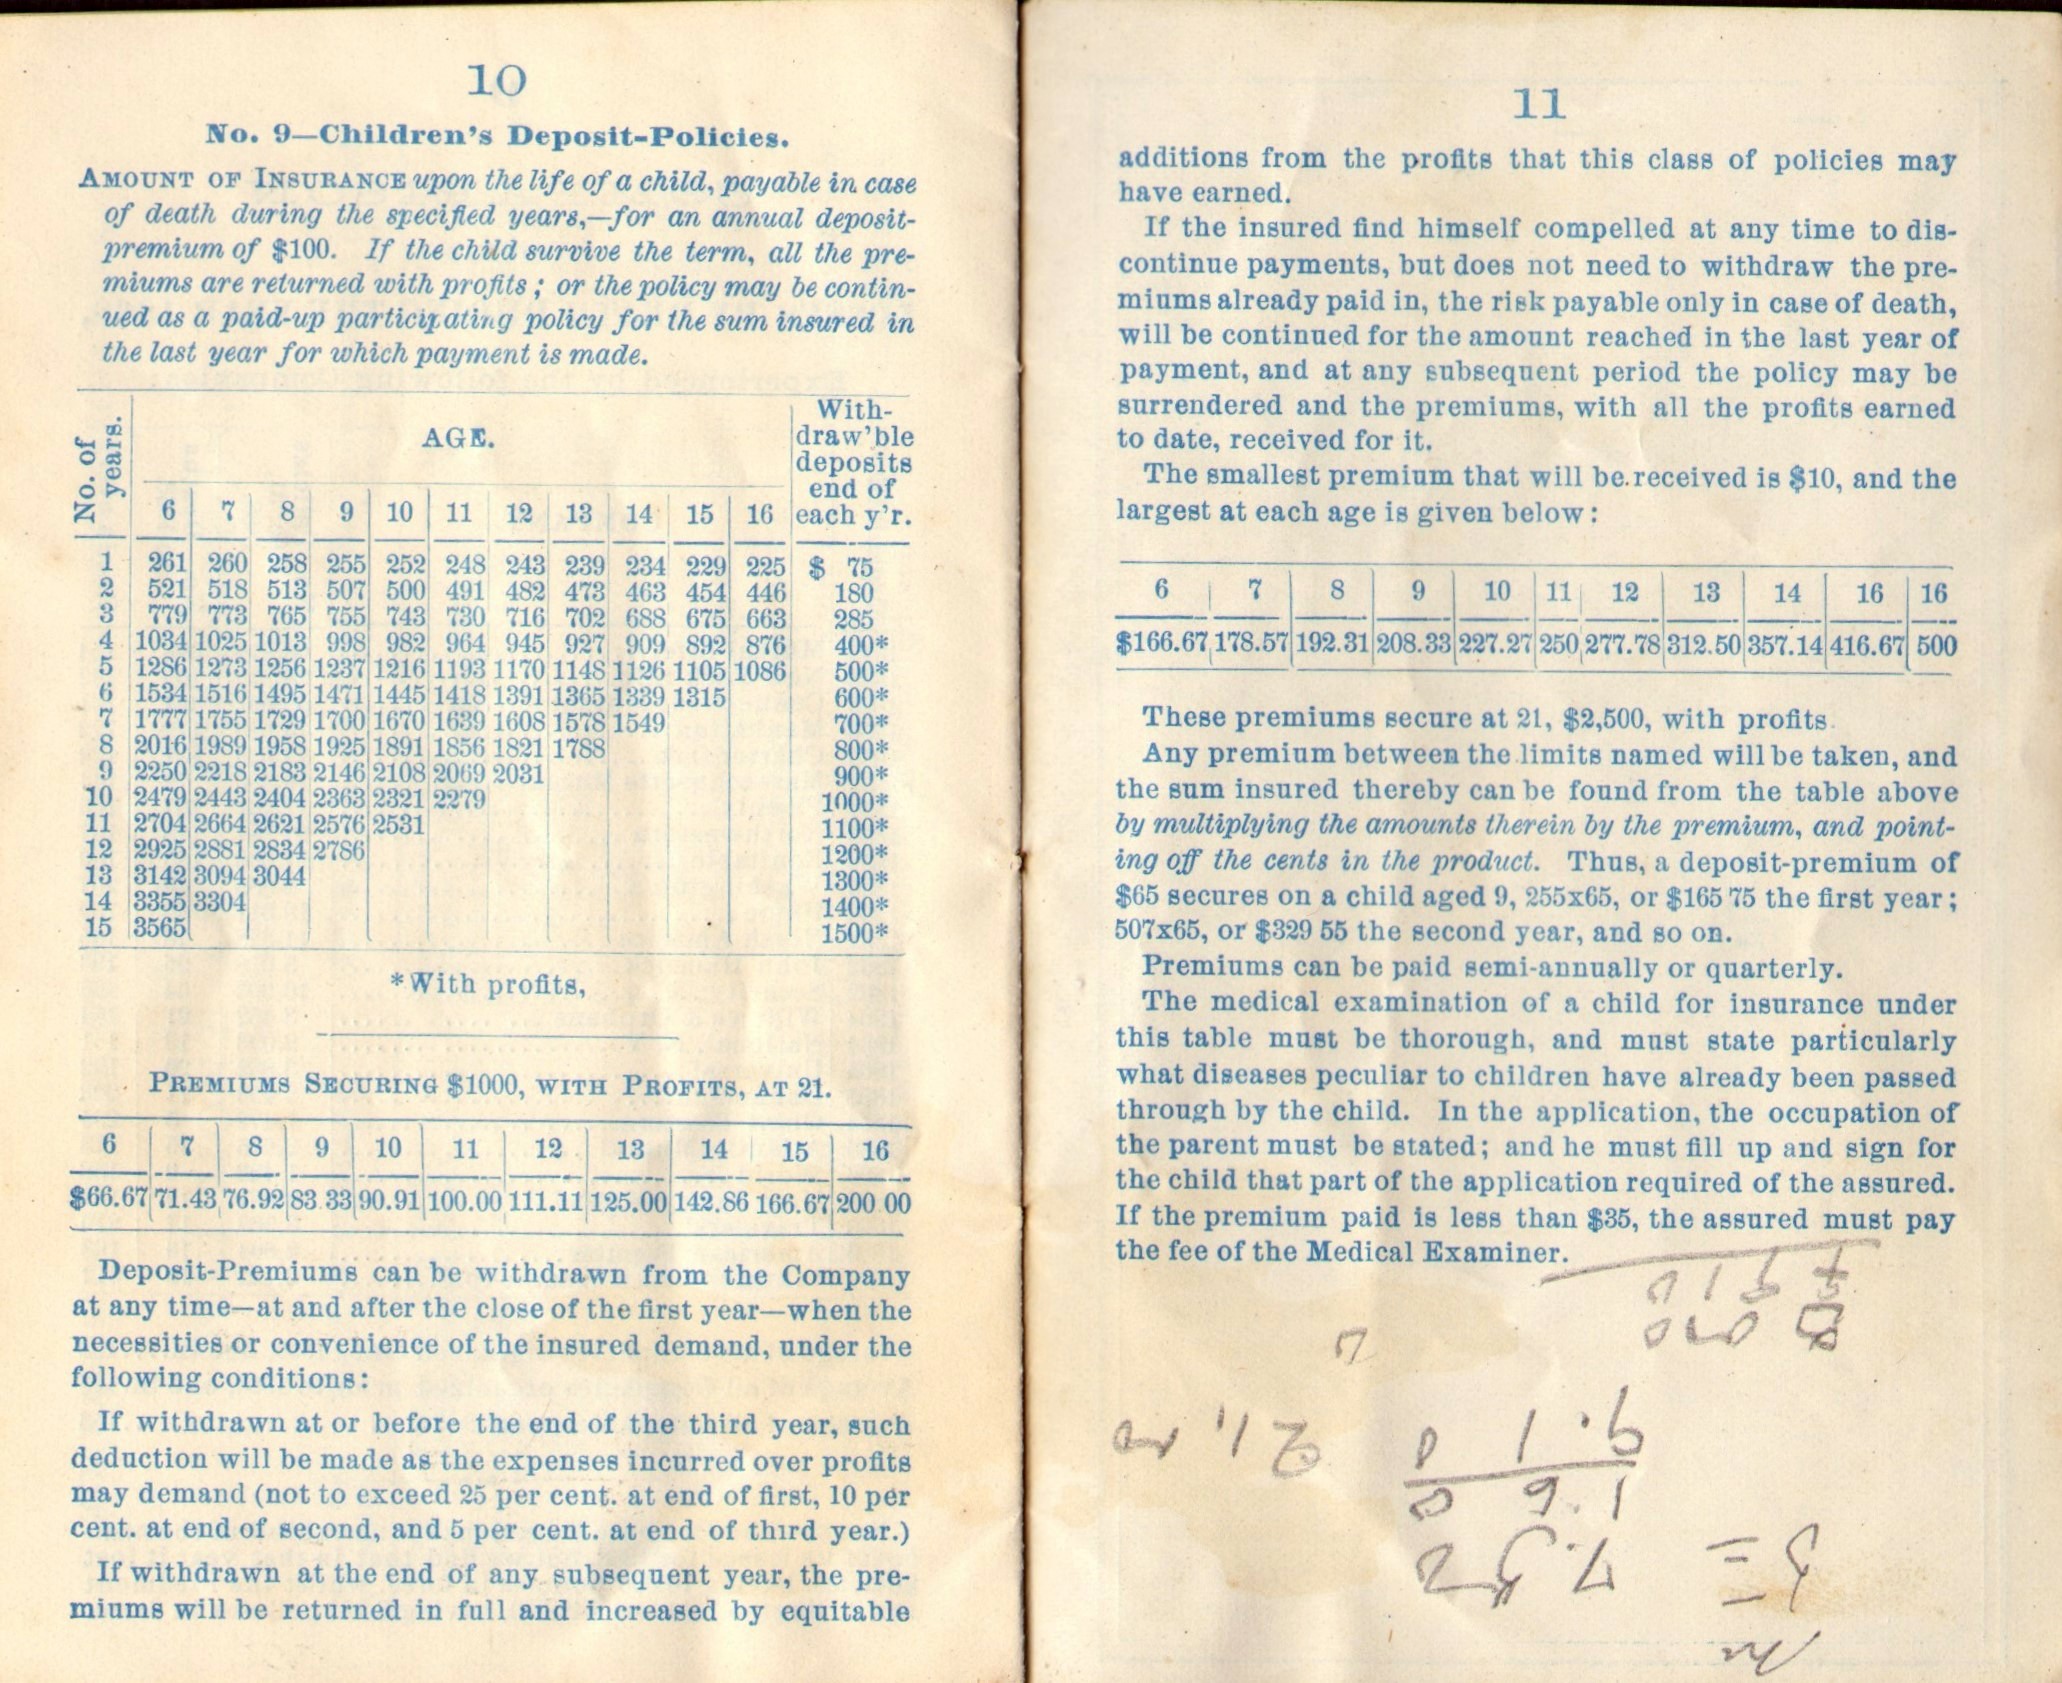 10
No. 9—Children's Deposit-Policies.
AMOUNT OF INSURANCE upon the life of a child, payable in case
of death during the specified years,—for an annual deposit-
premium of $100. If the child survive the term, all the pre-
miums are returned with profits; or the policy may be contin-
ued as a paid-up participating policy for the sum insured in
the last year for which payment is made.
No. of years. AGE. With-draw'ble deposits end of each y'r.
6 7 8 9 10 11 12 13 14 15 16
1 261 260 258 255 252 248 243 239 234 229 225 $ 75
2 521 518 513 507 500 491 482 473 463 454 446 180
3 779 773 765 755 743 730 716 702 688 675 663 285
4 1034 1025 1013 998 982 964 945 927 909 892 876 400*
5 1286 1273 1256 1237 1216 1193 1170 1148 1126 1105 1086 500*
6 1534 1516 1495 1471 1445 1418 1391 1365 1339 1315 600*
7 1777 1755 1729 1700 1670 1639 1608 1578 1549 700*
8 2016 1989 1958 1925 1891 1856 1821 1788 800*
9 2250 2218 2183 2146 2108 2069 2031 900*
10 2479 2443 2404 2363 2321 2279 1000*
11 2704 2664 2621 2576 2531 1100*
12 2925 2881 2834 2786 1200*
13 3142 3094 3044 1300*
14 3355 3304 1400*
15 3565 1500*
*With profits,
PREMIUMS SECURING $1000, WITH PROFITS, AT 21.
6 7 8 9 10 11 12 13 14 15 16
$66.67 71.43 76.92 83 33 90.91 100.00 111.11 125.00 142.86 166.67 200 00
Deposit-Premiums can be withdrawn from the Company
at any time—at and after the close of the first year—when the
necessities or convenience of the insured demand, under the
following conditions:
If withdrawn at or before the end of the third year, such
deduction will be made as the expenses incurred over profits
may demand (not to exceed 25 per cent. at end of first, 10 per
cent. at end of second, and 5 per cent. at end of third year.)
If withdrawn at the end of any subsequent year, the pre-
miums will be returned in full and increased by equitable
11
additions from the profits that this class of policies may
have earned.
If the insured find himself compelled at any time to dis-
continue payments, but does not need to withdraw the pre-
miums already paid in, the risk payable only in case of death,
will be continued for the amount reached in the last year of
payment, and at any subsequent period the policy may be
surrendered and the premiums, with all the profits earned
to date, received for it.
The smallest premium that will be received is $10, and the
largest at each age is given below:
6 7 8 9 10 11 12 13 14 16 16
$166.67 178.57 192.31 208.33 227.27 250 277.78 312.50 357.14 416.67 500
These premiums secure at 21, $2,500, with profits.
Any premium between the limits named will be taken, and
the sum insured thereby can be found from the table above
by multiplying the amounts therein by the premium, and point-
ing off the cents in the product. Thus, a deposit-premium of
$65 secures on a child aged 9, 255x65, or $165 75 the first year;
507x65, or $329 55 the second year, and so on.
Premiums can be paid semi-annually or quarterly.
The medical examination of a child for insurance under
this table must be thorough, and must state particularly
what diseases peculiar to children have already been passed
through by the child. In the application, the occupation of
the parent must be stated; and he must fill up and sign for
the child that part of the application required of the assured.
If the premium paid is less than $35, the assured must pay
the fee of the Medical Examiner.